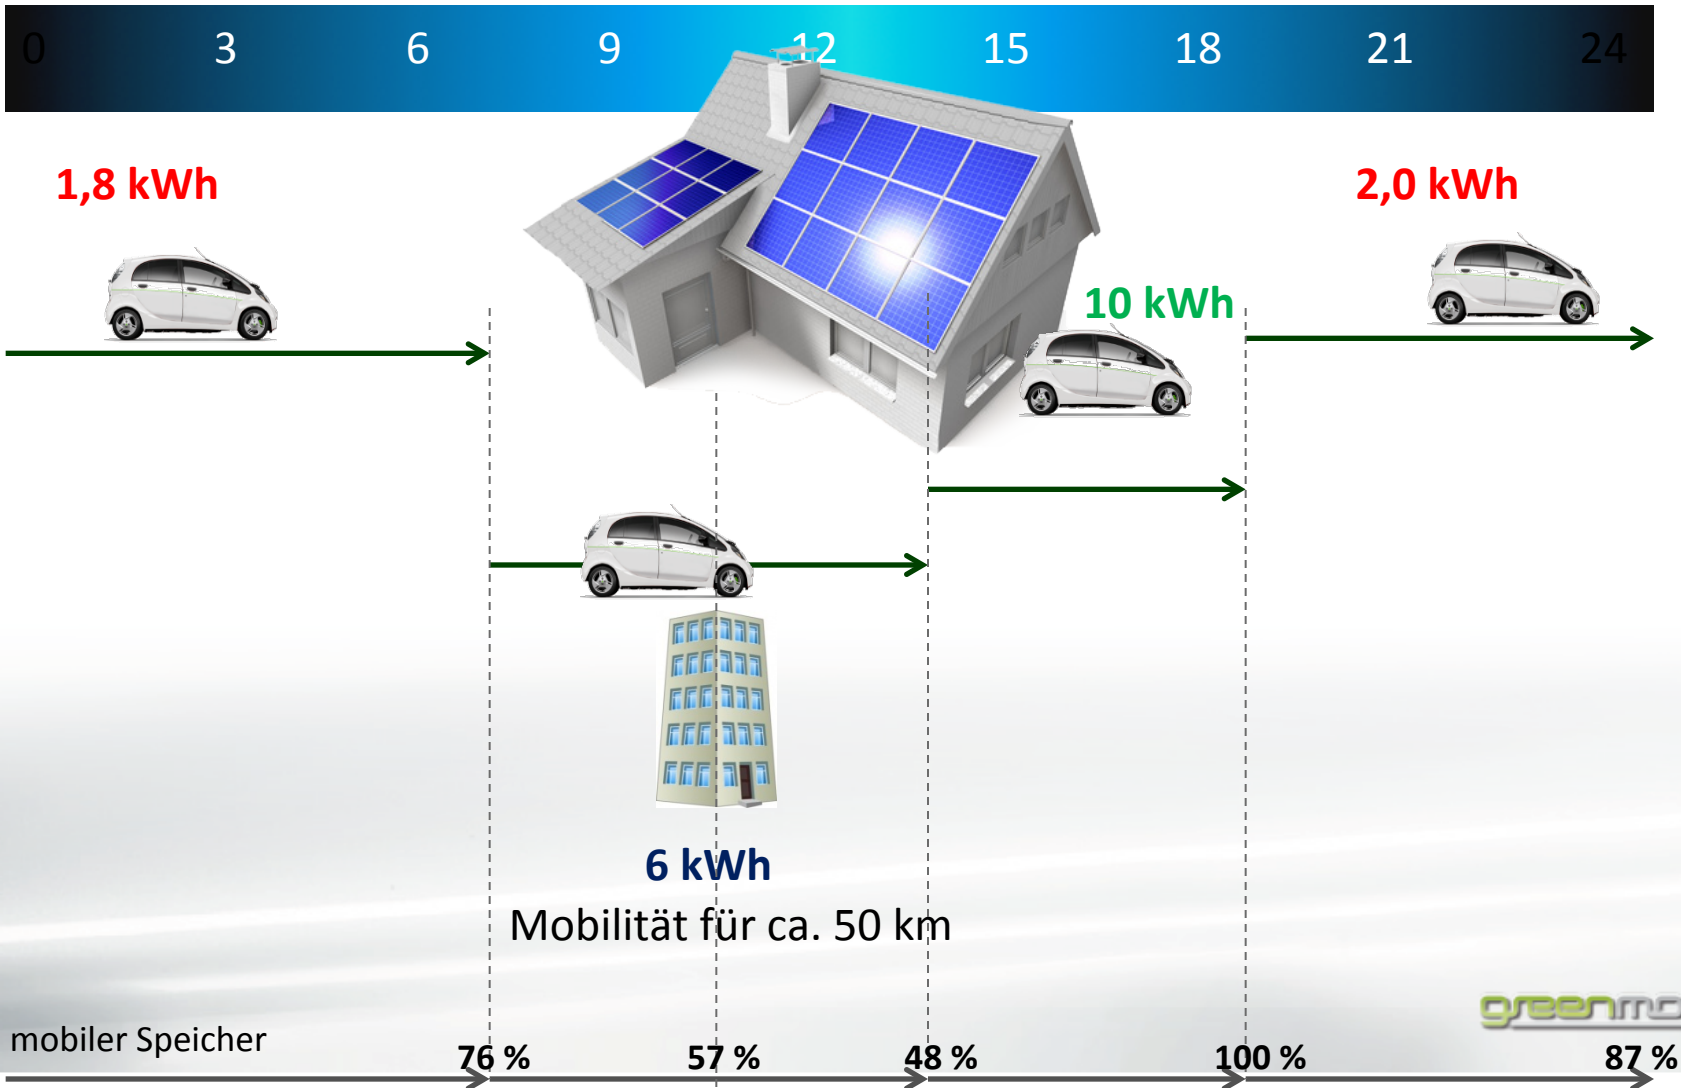 0 3 6 9 12 15 18 21 24
1,8 kWh
2,0 kWh
10 kWh
6 kWh
Mobilität für ca. 50 km
greenmo
mobiler Speicher
76 % 57 % 48 % 100 % 87 %